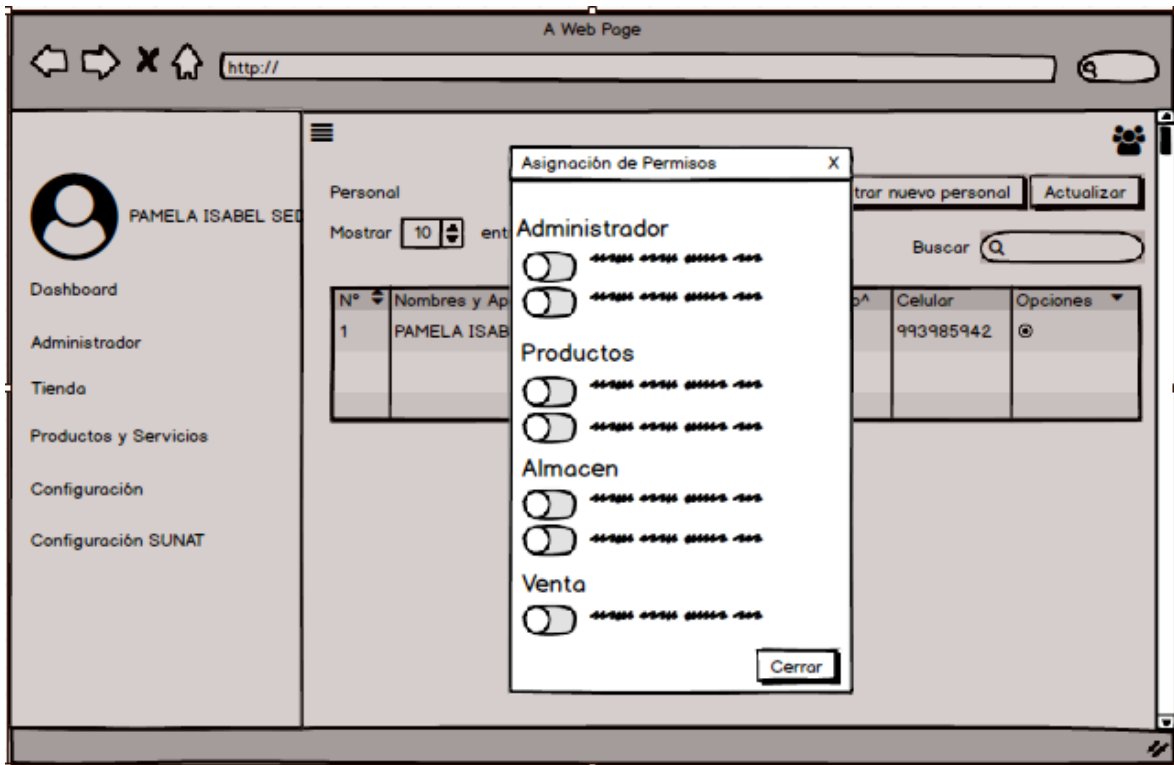 A Web Page
http://
PAMELA ISABEL SED
Dashboard
Administrador
Tienda
Productos y Servicios
Configuración
Configuración SUNAT
Personal
trar nuevo personal
Actualizar
Mostrar 10 ent
Buscar
N° Nombres y Ap o^ Celular Opciones
1 PAMELA ISAB 993985942
Asignación de Permisos X
Administrador
Productos
Almacen
Venta
Cerrar